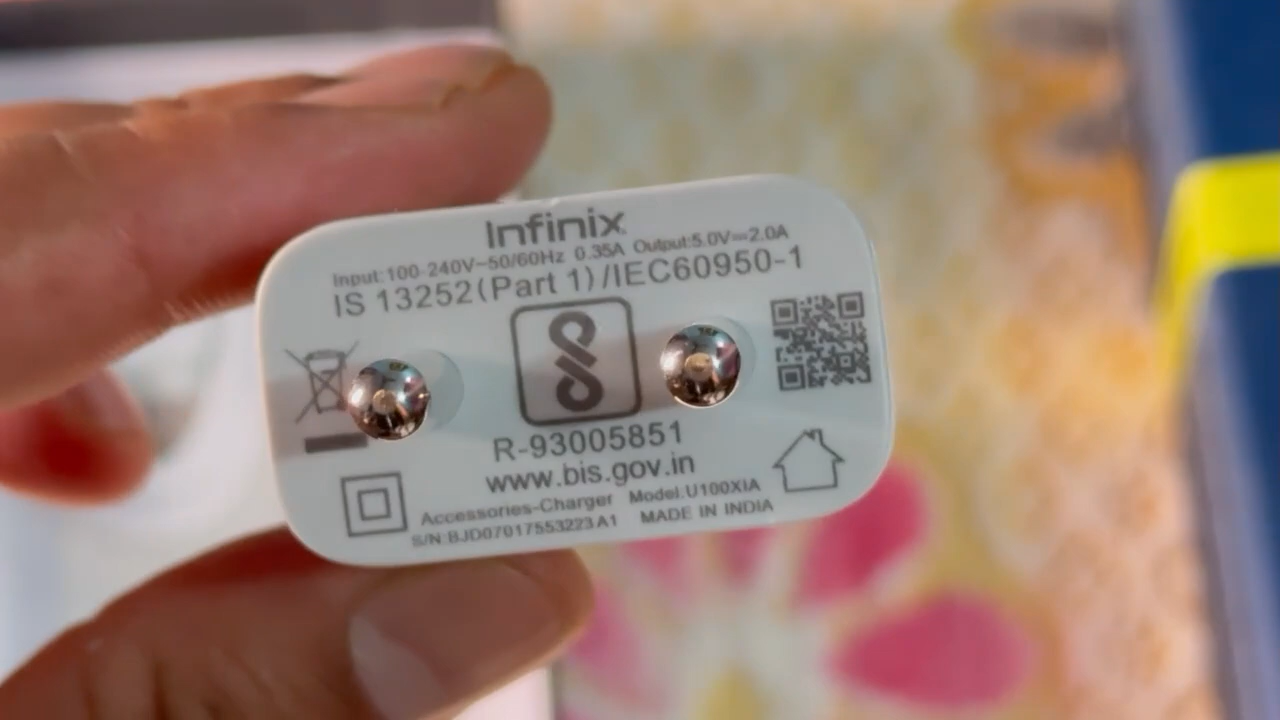 Infinix
Input:100-240V~50/60Hz 0.35A Output:5.0V⎓2.0A
IS 13252(Part 1)/IEC60950-1
R-93005851
www.bis.gov.in
Accessories-Charger Model:U100XIA
S/N:BJD07017553223A1 MADE IN INDIA